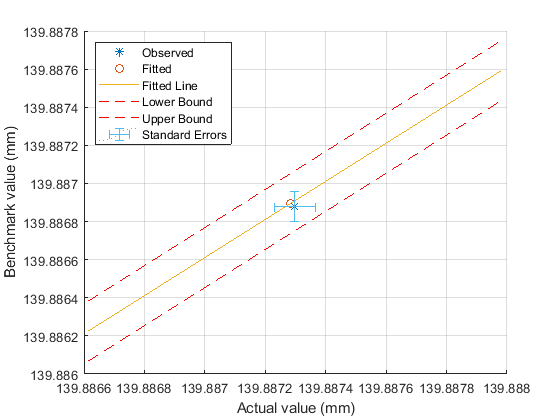 139.8878
139.8876
139.8874
139.8872
139.887
139.8868
139.8866
139.8864
139.8862
139.886
Benchmark value (mm)
Observed
Fitted
Fitted Line
Lower Bound
Upper Bound
Standard Errors
139.8866 139.8868 139.887 139.8872 139.8874 139.8876 139.8878 139.888
Actual value (mm)